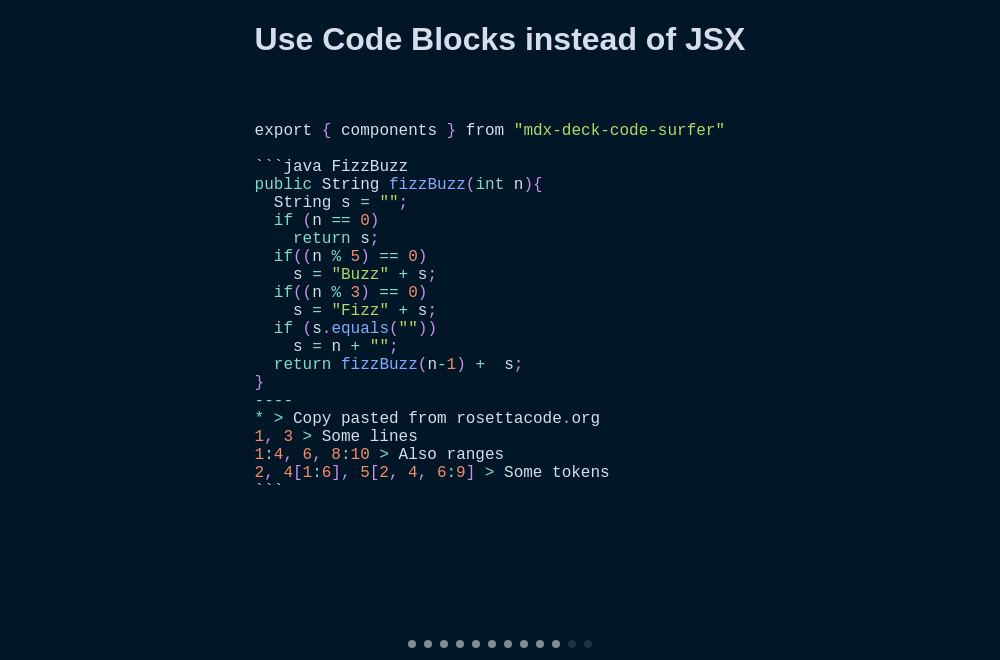 Use Code Blocks instead of JSX
export { components } from "mdx-deck-code-surfer"
```java FizzBuzz
public String fizzBuzz(int n){
  String s = "";
  if (n == 0)
    return s;
  if((n % 5) == 0)
    s = "Buzz" + s;
  if((n % 3) == 0)
    s = "Fizz" + s;
  if (s.equals(""))
    s = n + "";
  return fizzBuzz(n-1) +  s;
}
----
* > Copy pasted from rosettacode.org
1, 3 > Some lines
1:4, 6, 8:10 > Also ranges
2, 4[1:6], 5[2, 4, 6:9] > Some tokens
```